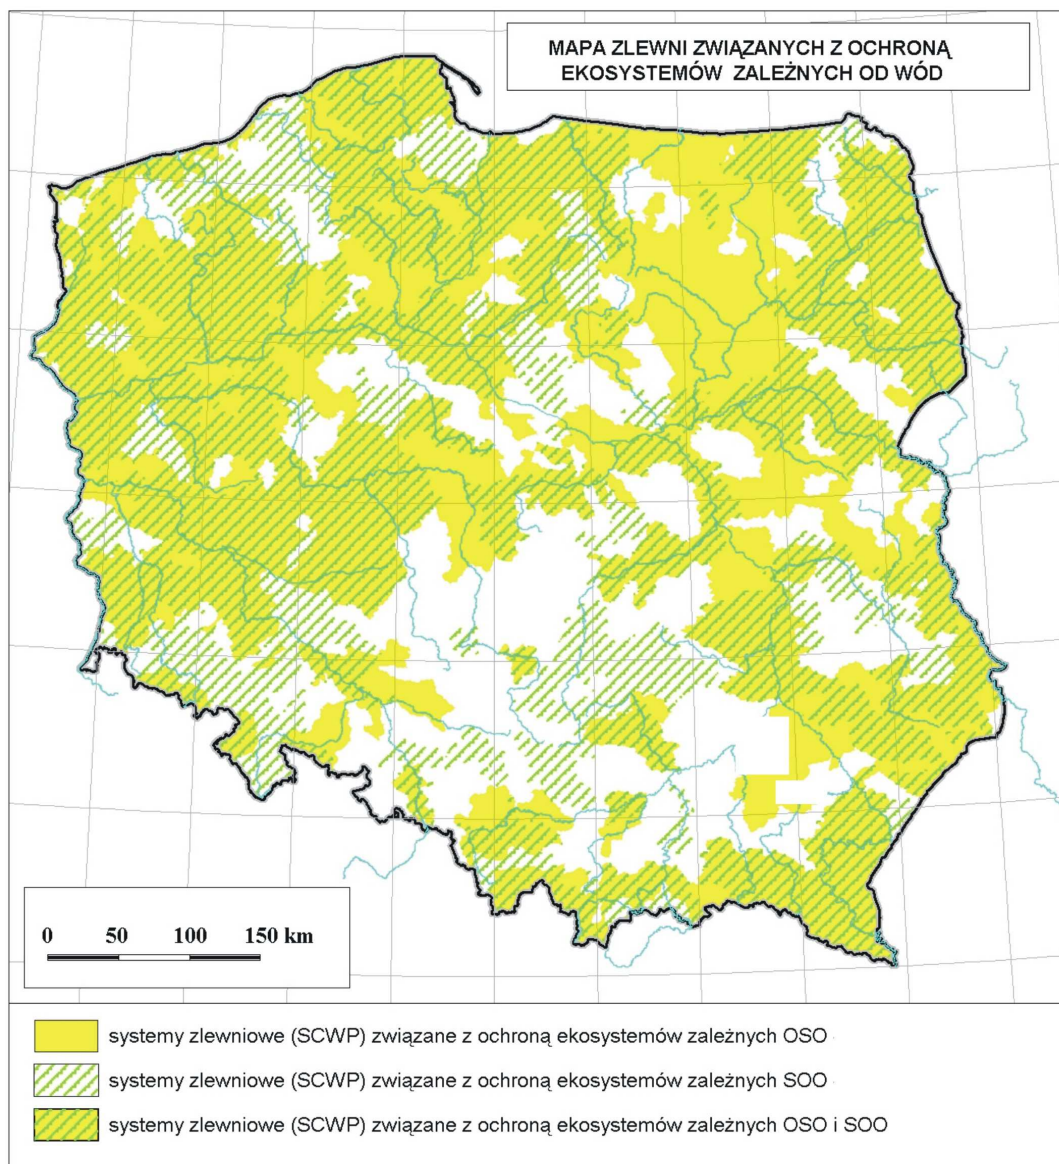 MAPA ZLEWNI ZWIĄZANYCH Z OCHRONĄ
EKOSYSTEMÓW ZALEŻNYCH OD WÓD
0 50 100 150 km
systemy zlewniowe (SCWP) związane z ochroną ekosystemów zależnych OSO
systemy zlewniowe (SCWP) związane z ochroną ekosystemów zależnych SOO
systemy zlewniowe (SCWP) związane z ochroną ekosystemów zależnych OSO i SOO